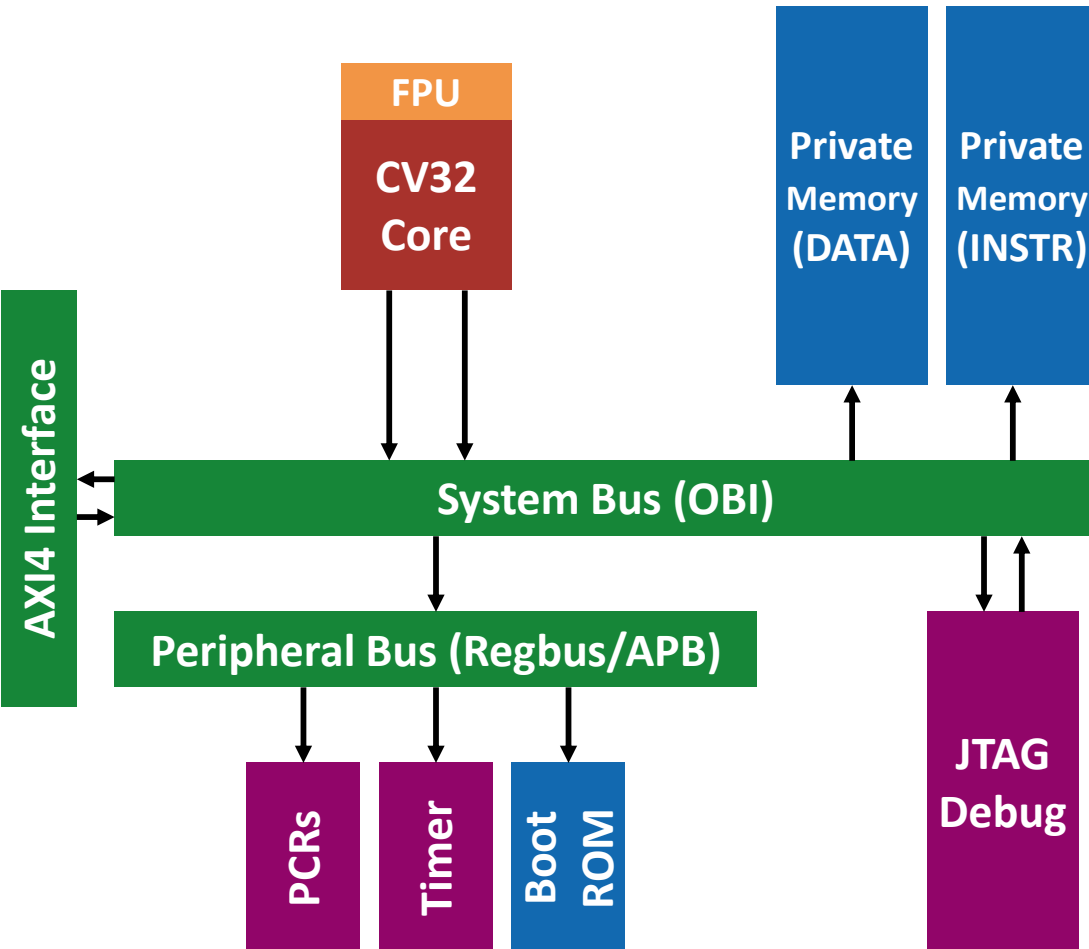 FPU
CV32
Core
Private
Memory
(DATA)
Private
Memory
(INSTR)
AXI4 Interface
System Bus (OBI)
Peripheral Bus (Regbus/APB)
PCRs
Timer
Boot
ROM
JTAG
Debug